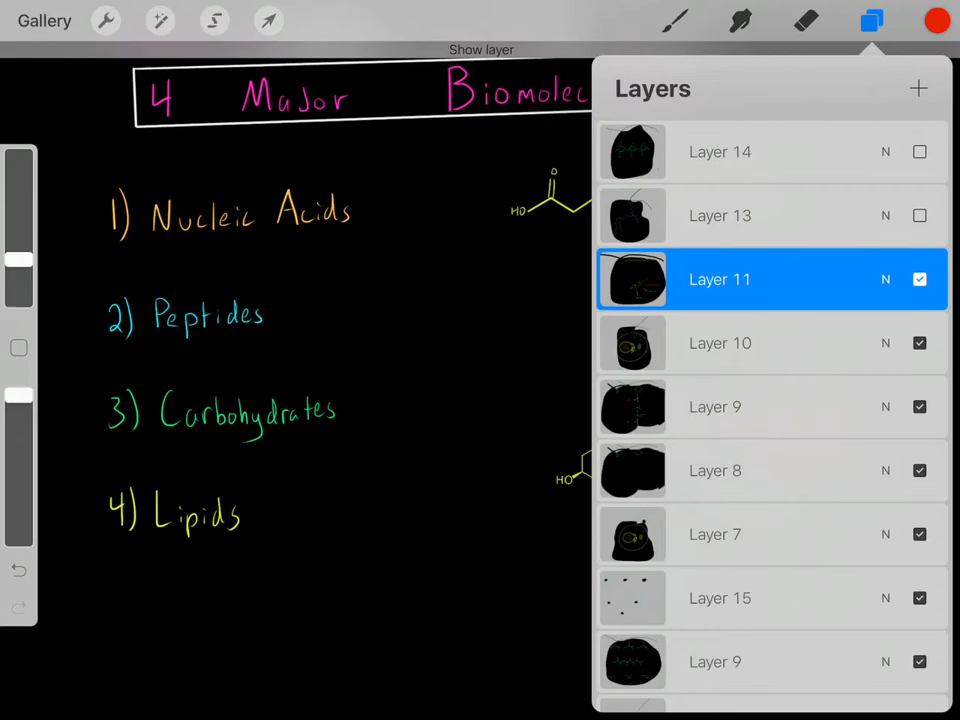 Gallery
Show layer
4 Major Biomolec
Layers
Layer 14 N
1) Nucleic Acids
O
HO
Layer 13 N
Layer 11 N
2) Peptides
Layer 10 N
3) Carbohydrates
Layer 9 N
HO
Layer 8 N
4) Lipids
Layer 7 N
Layer 15 N
Layer 9 N